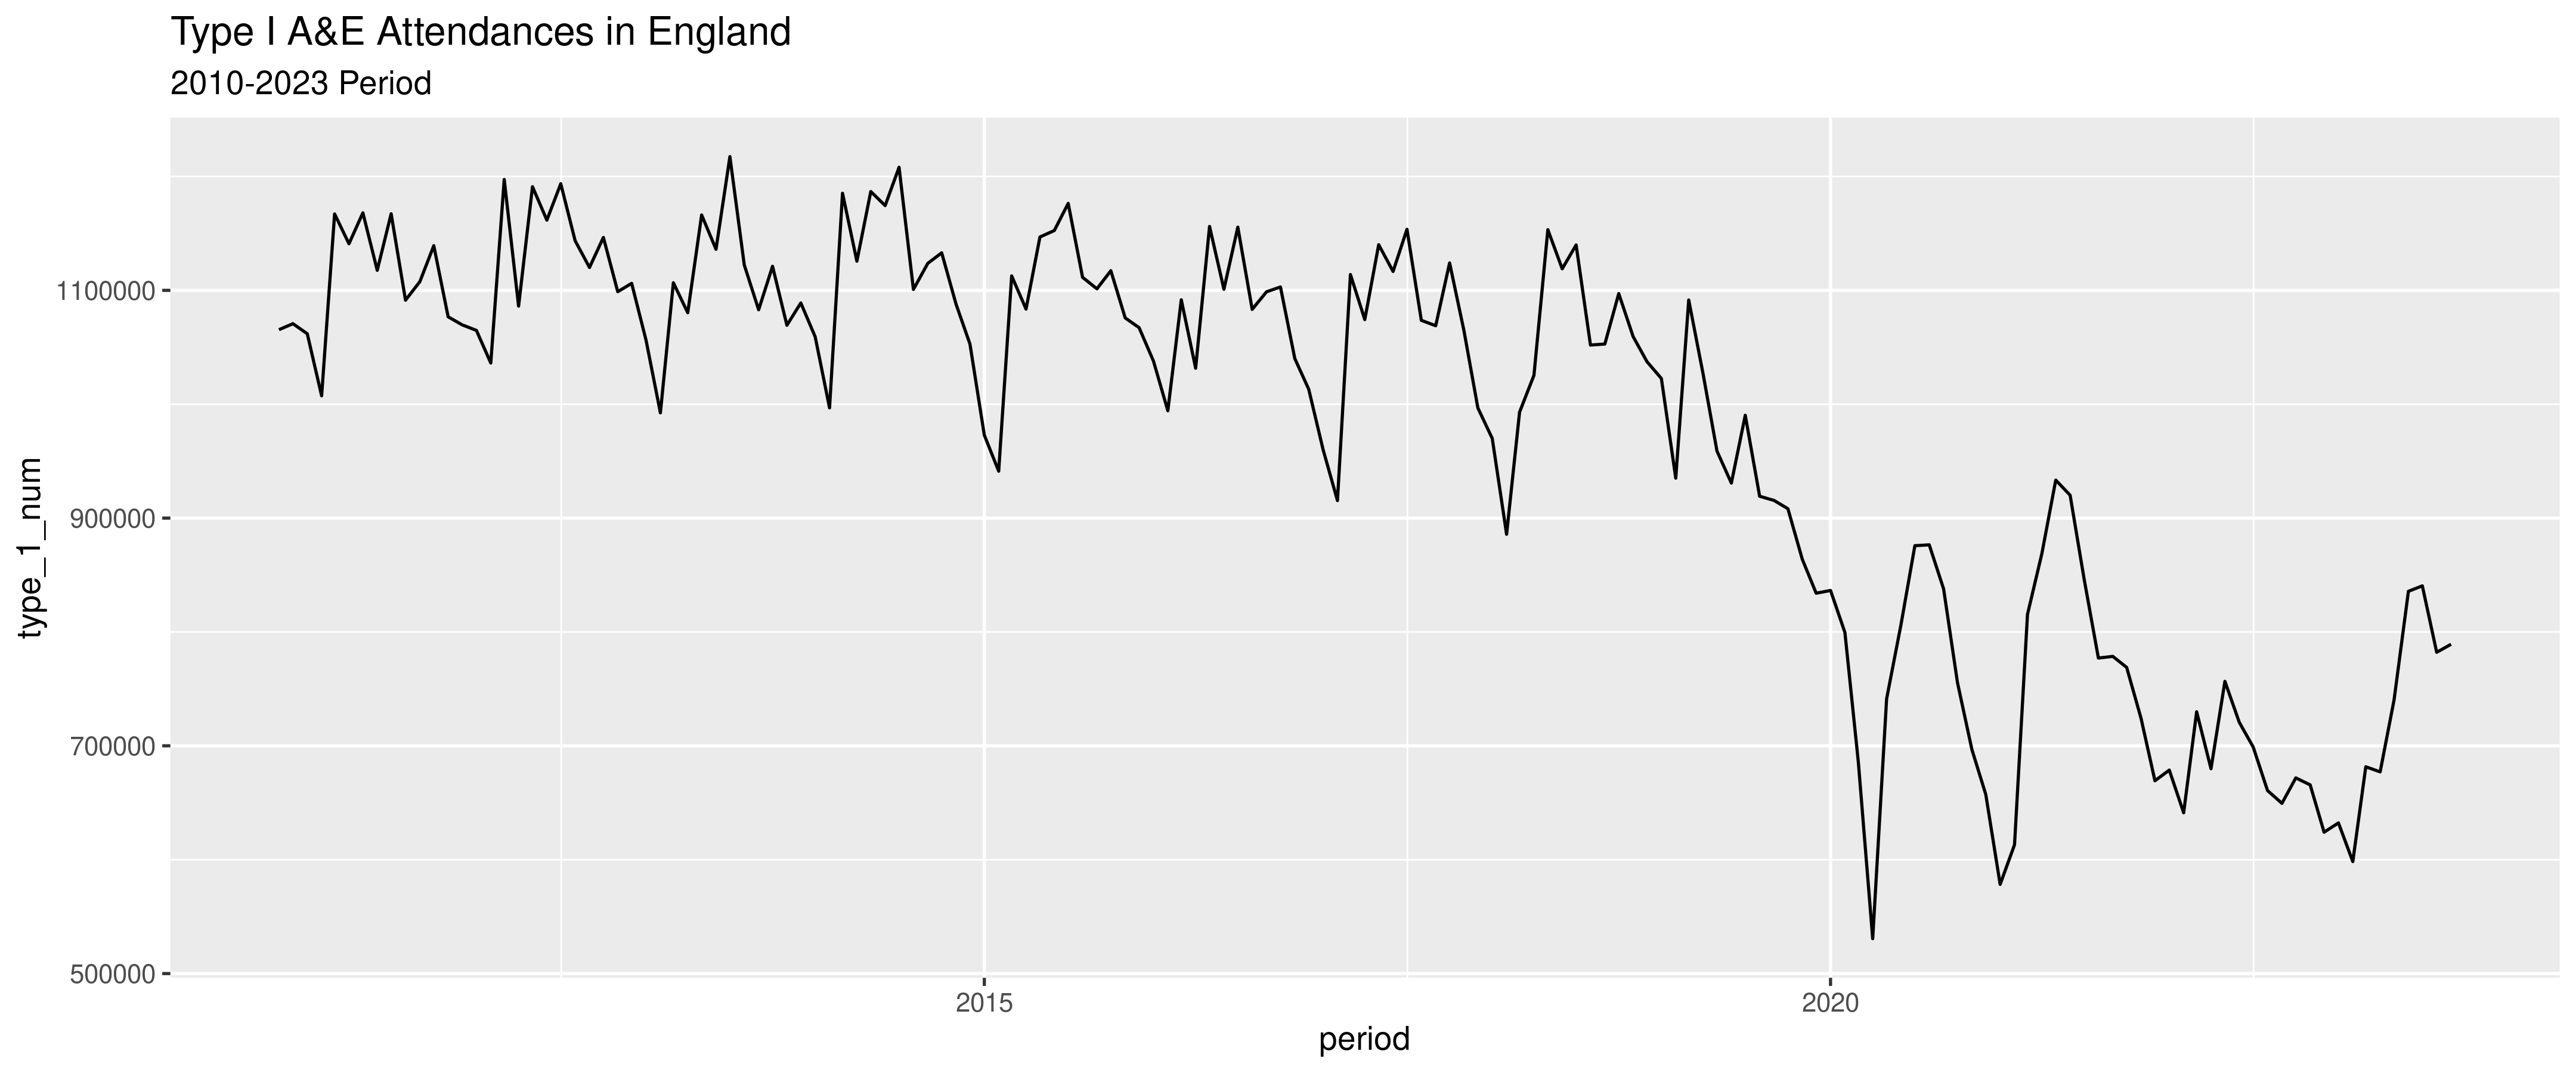 Type I A&E Attendances in England
2010-2023 Period
type_1_num
1100000
900000
700000
500000
2015
2020
period